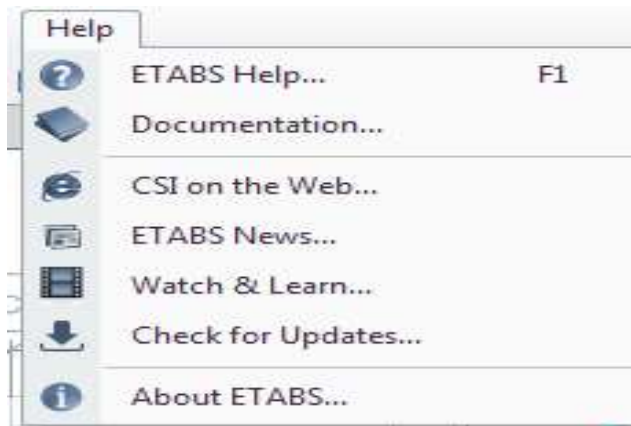 Help
ETABS Help... F1
Documentation...
CSI on the Web...
ETABS News...
Watch & Learn...
Check for Updates...
About ETABS...